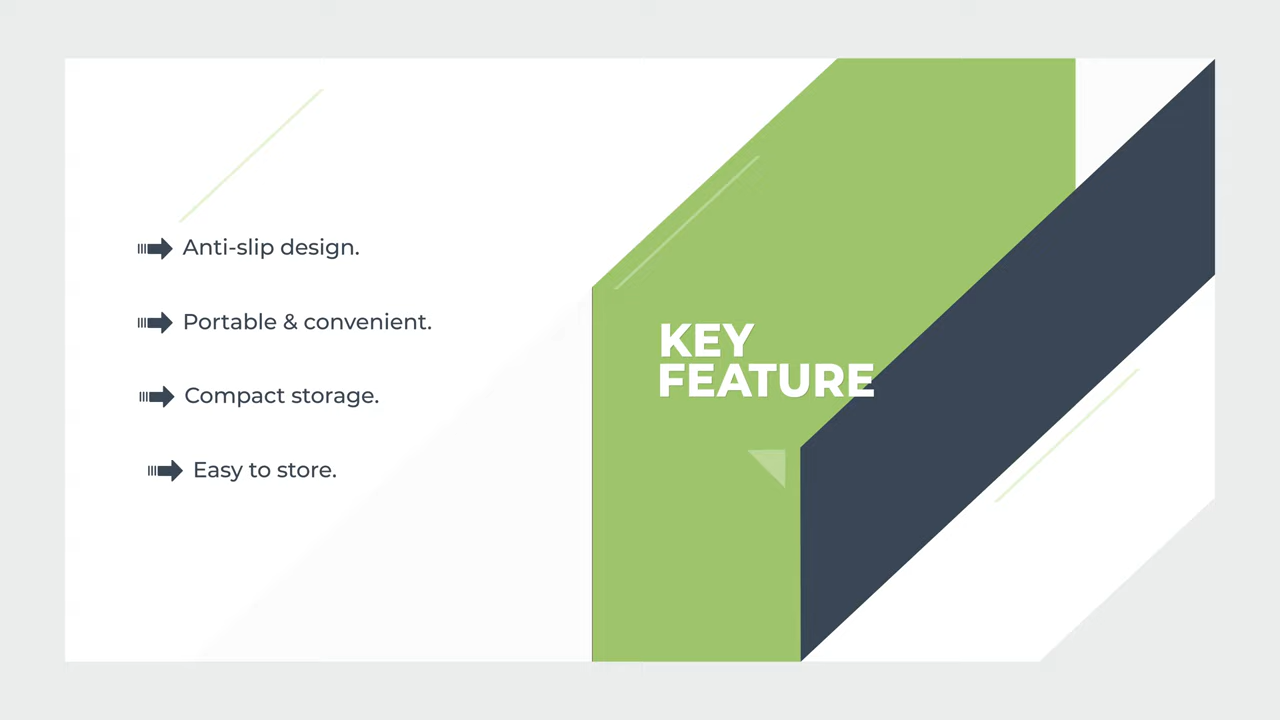 Anti-slip design.
Portable & convenient.
Compact storage.
Easy to store.
KEY
FEATURE